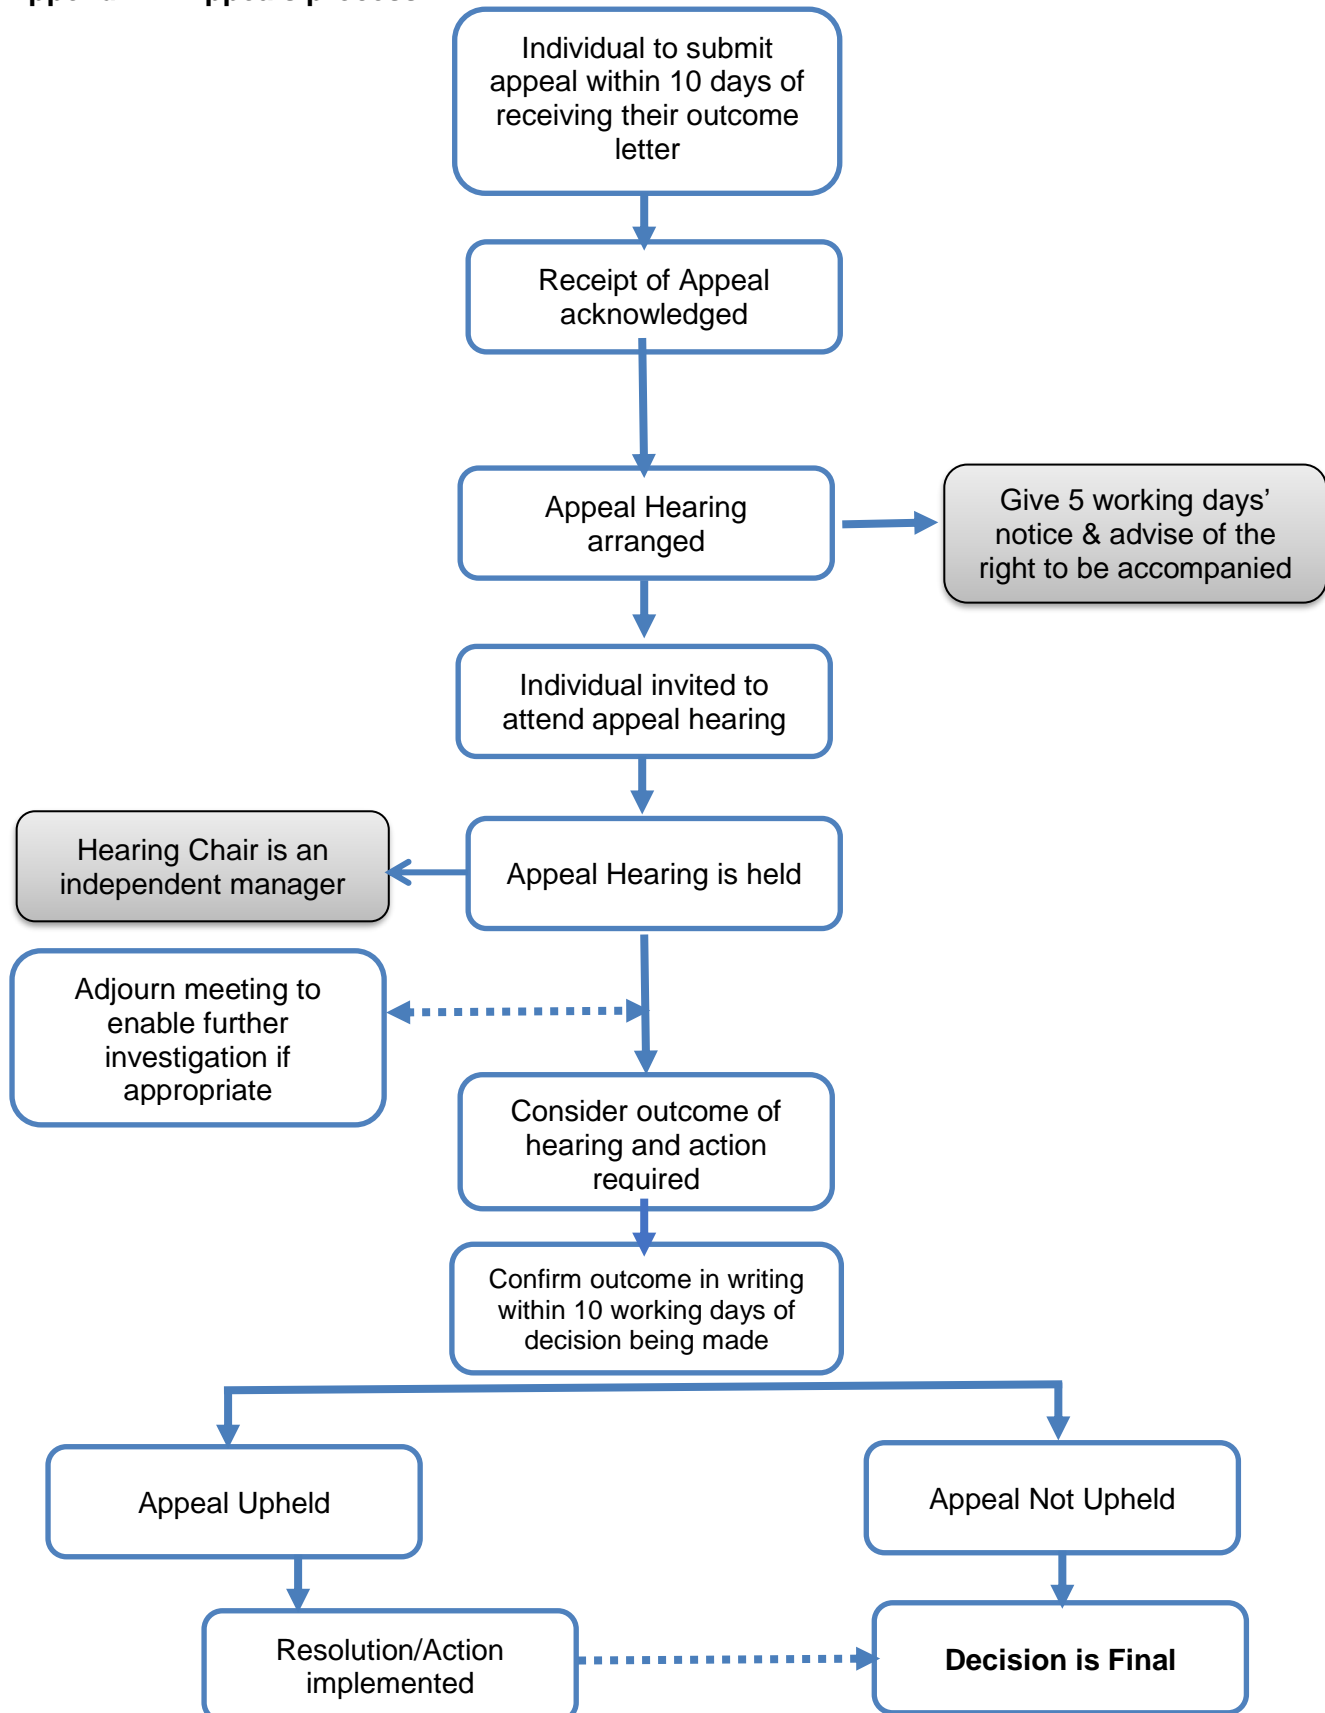 Individual to submit
appeal within 10 days of
receiving their outcome
letter
Receipt of Appeal
acknowledged
Appeal Hearing
arranged
Give 5 working days’
notice & advise of the
right to be accompanied
Individual invited to
attend appeal hearing
Hearing Chair is an
independent manager
Appeal Hearing is held
Adjourn meeting to
enable further
investigation if
appropriate
Consider outcome of
hearing and action
required
Confirm outcome in writing
within 10 working days of
decision being made
Appeal Upheld
Appeal Not Upheld
Resolution/Action
implemented
Decision is Final